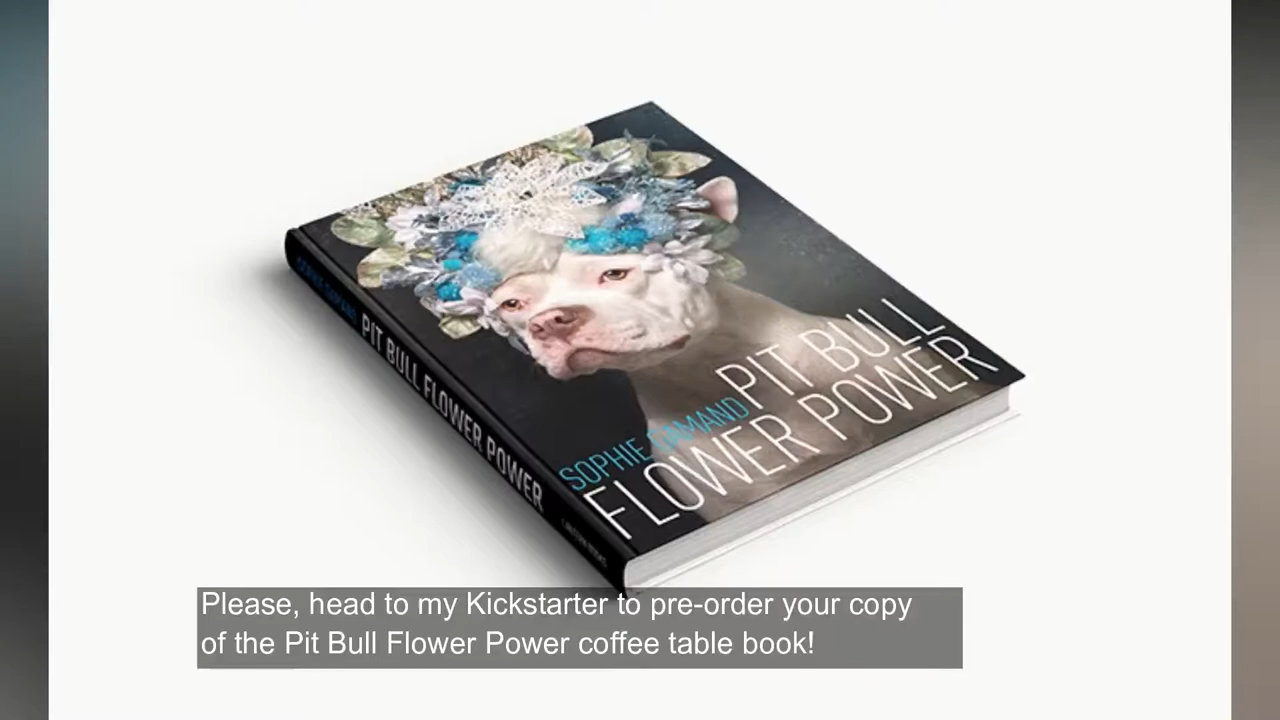 SOPHIE GAMAND
PIT BULL FLOWER POWER
SOPHIE GAMAND PIT BULL
FLOWER POWER
Please, head to my Kickstarter to pre-order your copy
of the Pit Bull Flower Power coffee table book!